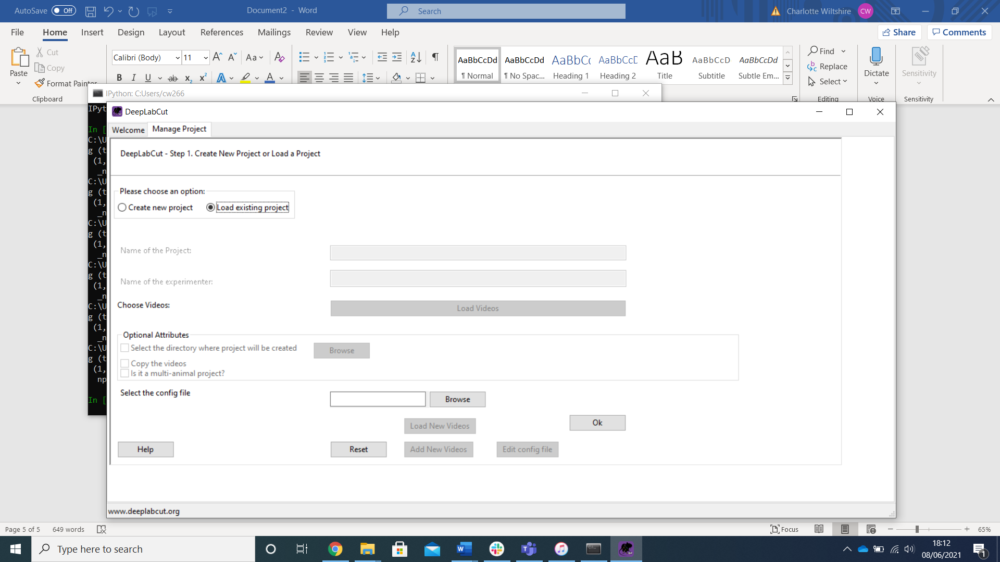 AutoSave Off
Document2 - Word
Search
Charlotte Wiltshire CW
File Home Insert Design Layout References Mailings Review View Help
Share Comments
Paste
Cut
Copy
Format Painter
Clipboard
Calibri (Body) 11
Aa
B I U ab x2 x2 A A
AaBbCcDd AaBbCcDd AaBbCc AaBbCcD AaB AaBbCcD AaBbCcDd
¶ Normal ¶ No Spac... Heading 1 Heading 2 Title Subtitle Subtle Em...
Find
Replace
Select
Editing
Dictate
Voice
Sensitivity
Sensitivity
IPython: C:Users/cw266
IPyt
In [
C:\U
g (t
(1,
_n
C:\U
g (t
(1,
_n
C:\U
g (t
(1,
_n
C:\U
g (t
(1,
_n
C:\U
g (t
(1,
_n
C:\U
g (t
(1,
np
In [
DeepLabCut
Welcome Manage Project
DeepLabCut - Step 1. Create New Project or Load a Project
Please choose an option:
Create new project Load existing project
Name of the Project:
Name of the experimenter:
Choose Videos: Load Videos
Optional Attributes
Select the directory where project will be created Browse
Copy the videos
Is it a multi-animal project?
Select the config file Browse
Load New Videos Ok
Help Reset Add New Videos Edit config file
www.deeplabcut.org
Page 5 of 5 649 words
Focus 65%
Type here to search
18:12
08/06/2021
1